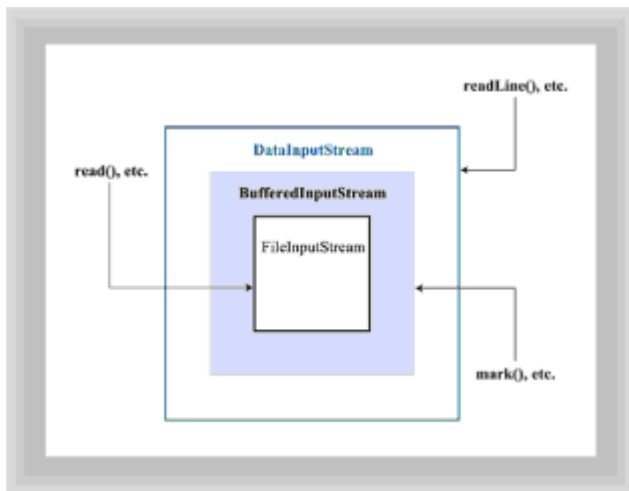 readLine(), etc.
DataInputStream
read(), etc.
BufferedInputStream
FileInputStream
mark(), etc.